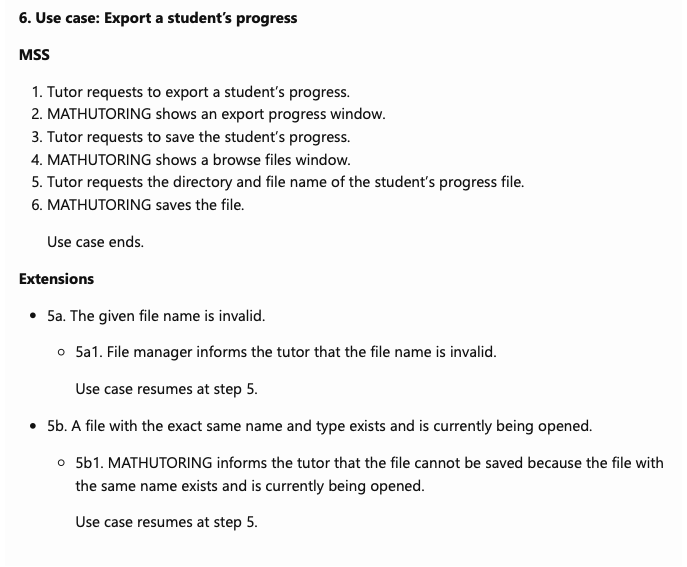 6. Use case: Export a student's progress
MSS
1. Tutor requests to export a student's progress.
2. MATHUTORING shows an export progress window.
3. Tutor requests to save the student's progress.
4. MATHUTORING shows a browse files window.
5. Tutor requests the directory and file name of the student's progress file.
6. MATHUTORING saves the file.
Use case ends.
Extensions
• 5a. The given file name is invalid.
○ 5a1. File manager informs the tutor that the file name is invalid.
Use case resumes at step 5.
• 5b. A file with the exact same name and type exists and is currently being opened.
○ 5b1. MATHUTORING informs the tutor that the file cannot be saved because the file with
the same name exists and is currently being opened.
Use case resumes at step 5.